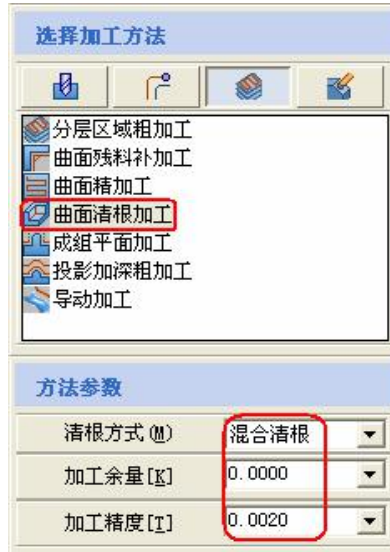 选择加工方法
分层区域粗加工
曲面残料补加工
曲面精加工
曲面清根加工
成组平面加工
投影加深粗加工
导动加工
方法参数
清根方式(M) 混合清根
加工余量[K] 0.0000
加工精度[T] 0.0020